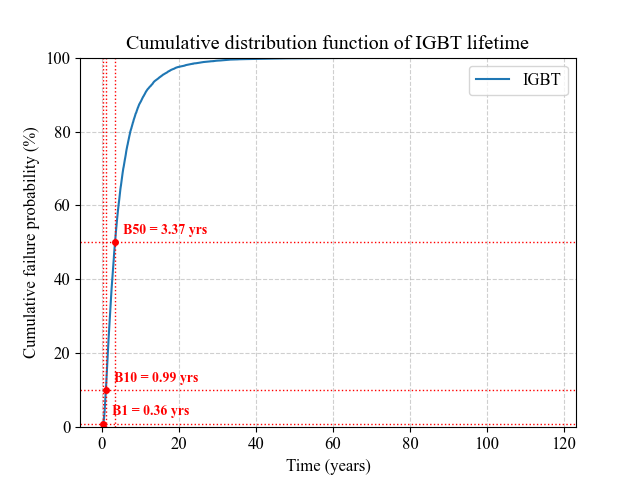 Cumulative distribution function of IGBT lifetime
IGBT
Cumulative failure probability (%)
100
80
60
40
20
0
B50 = 3.37 yrs
B10 = 0.99 yrs
B1 = 0.36 yrs
0 20 40 60 80 100 120
Time (years)